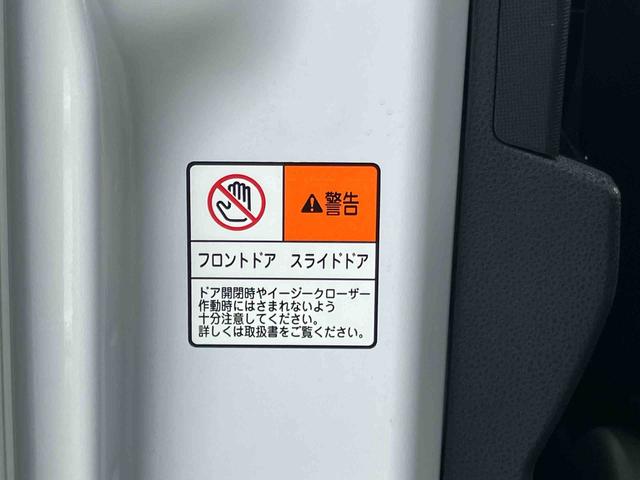 警告
フロントドア　スライドドア
ドア開閉時やイージークローザー
作動時にはさまれないよう
十分注意してください。
詳しくは取扱書をご覧ください。